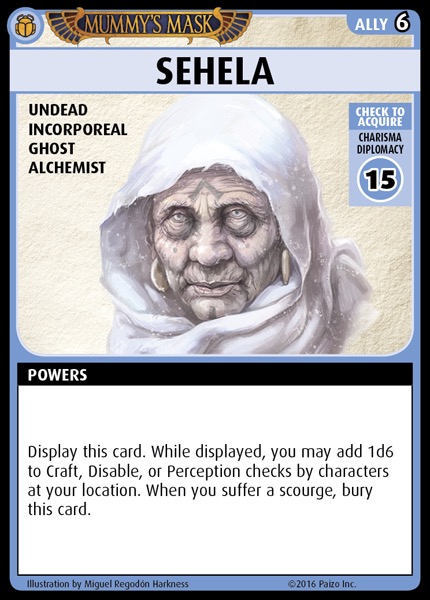 MUMMY'S MASK
ALLY 6
SEHELA
UNDEAD
INCORPOREAL
GHOST
ALCHEMIST
CHECK TO
ACQUIRE
CHARISMA
DIPLOMACY
15
POWERS
Display this card. While displayed, you may add 1d6
to Craft, Disable, or Perception checks by characters
at your location. When you suffer a scourge, bury
this card.
Illustration by Miguel Regodón Harkness
©2016 Paizo Inc.